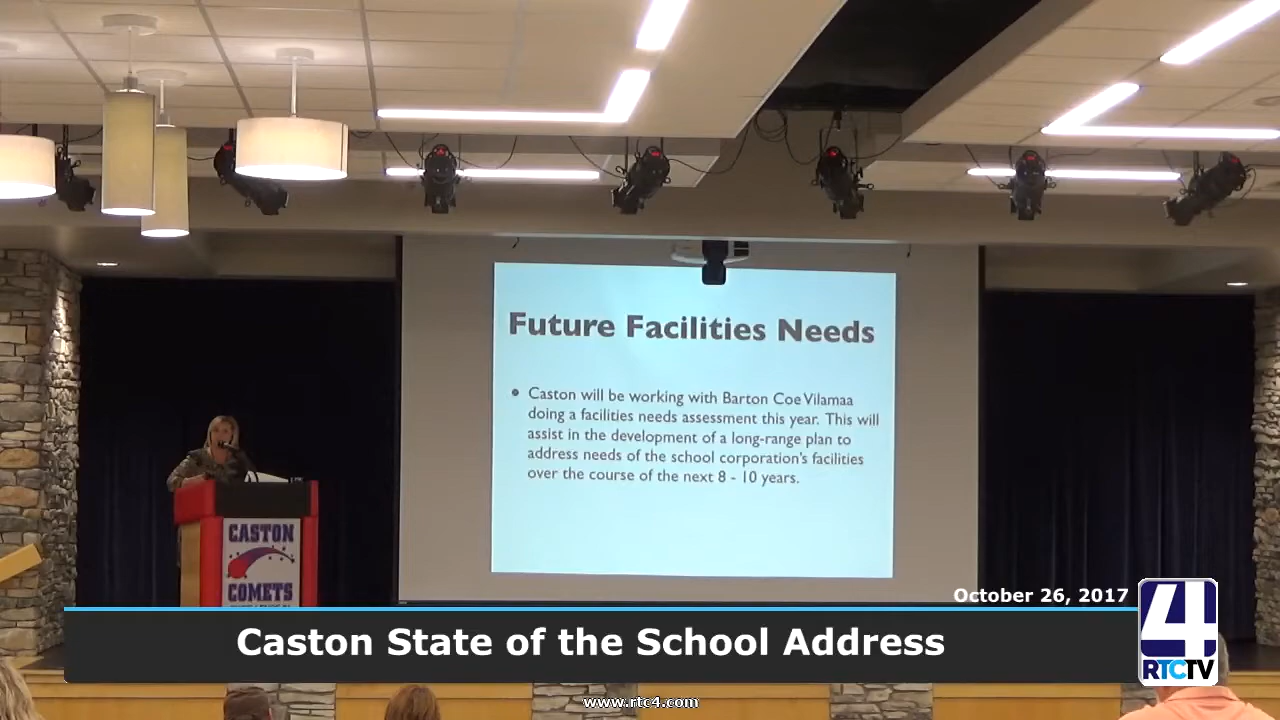 Future Facilities Needs
• Caston will be working with Barton Coe Vilamaa
doing a facilities needs assessment this year. This will
assist in the development of a long-range plan to
address needs of the school corporation's facilities
over the course of the next 8 - 10 years.
CASTON
COMETS
October 26, 2017
Caston State of the School Address
4
RTCTV
www.rtc4.com